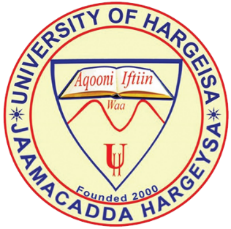 UNIVERSITY OF HARGEISA
Aqooni Iftiin
Waa
UH
Founded 2000
JAAMACADDA HARGEYSA